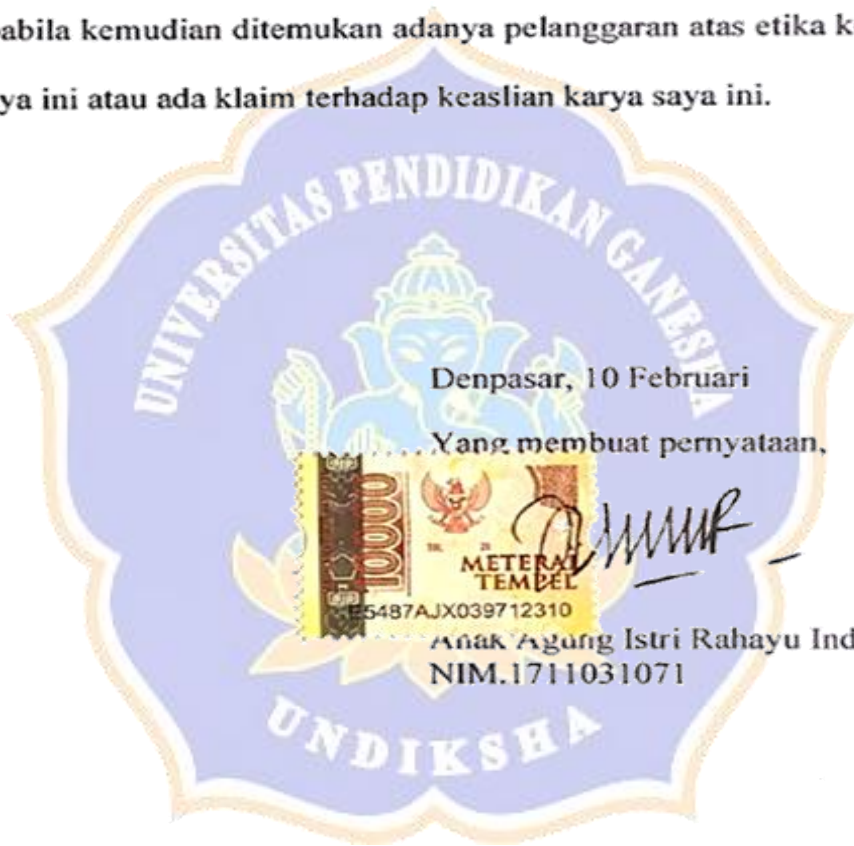 abila kemudian ditemukan adanya pelanggaran atas etika k
ya ini atau ada klaim terhadap keaslian karya saya ini.
UNIVERSITAS PENDIDIKAN GANESHA
Denpasar, 10 Februari
Yang membuat pernyataan,
10000
METERAI
TEMPEL
E5487AJX039712310
Anak Agung Istri Rahayu Ind
NIM.1711031071
UNDIKSHA